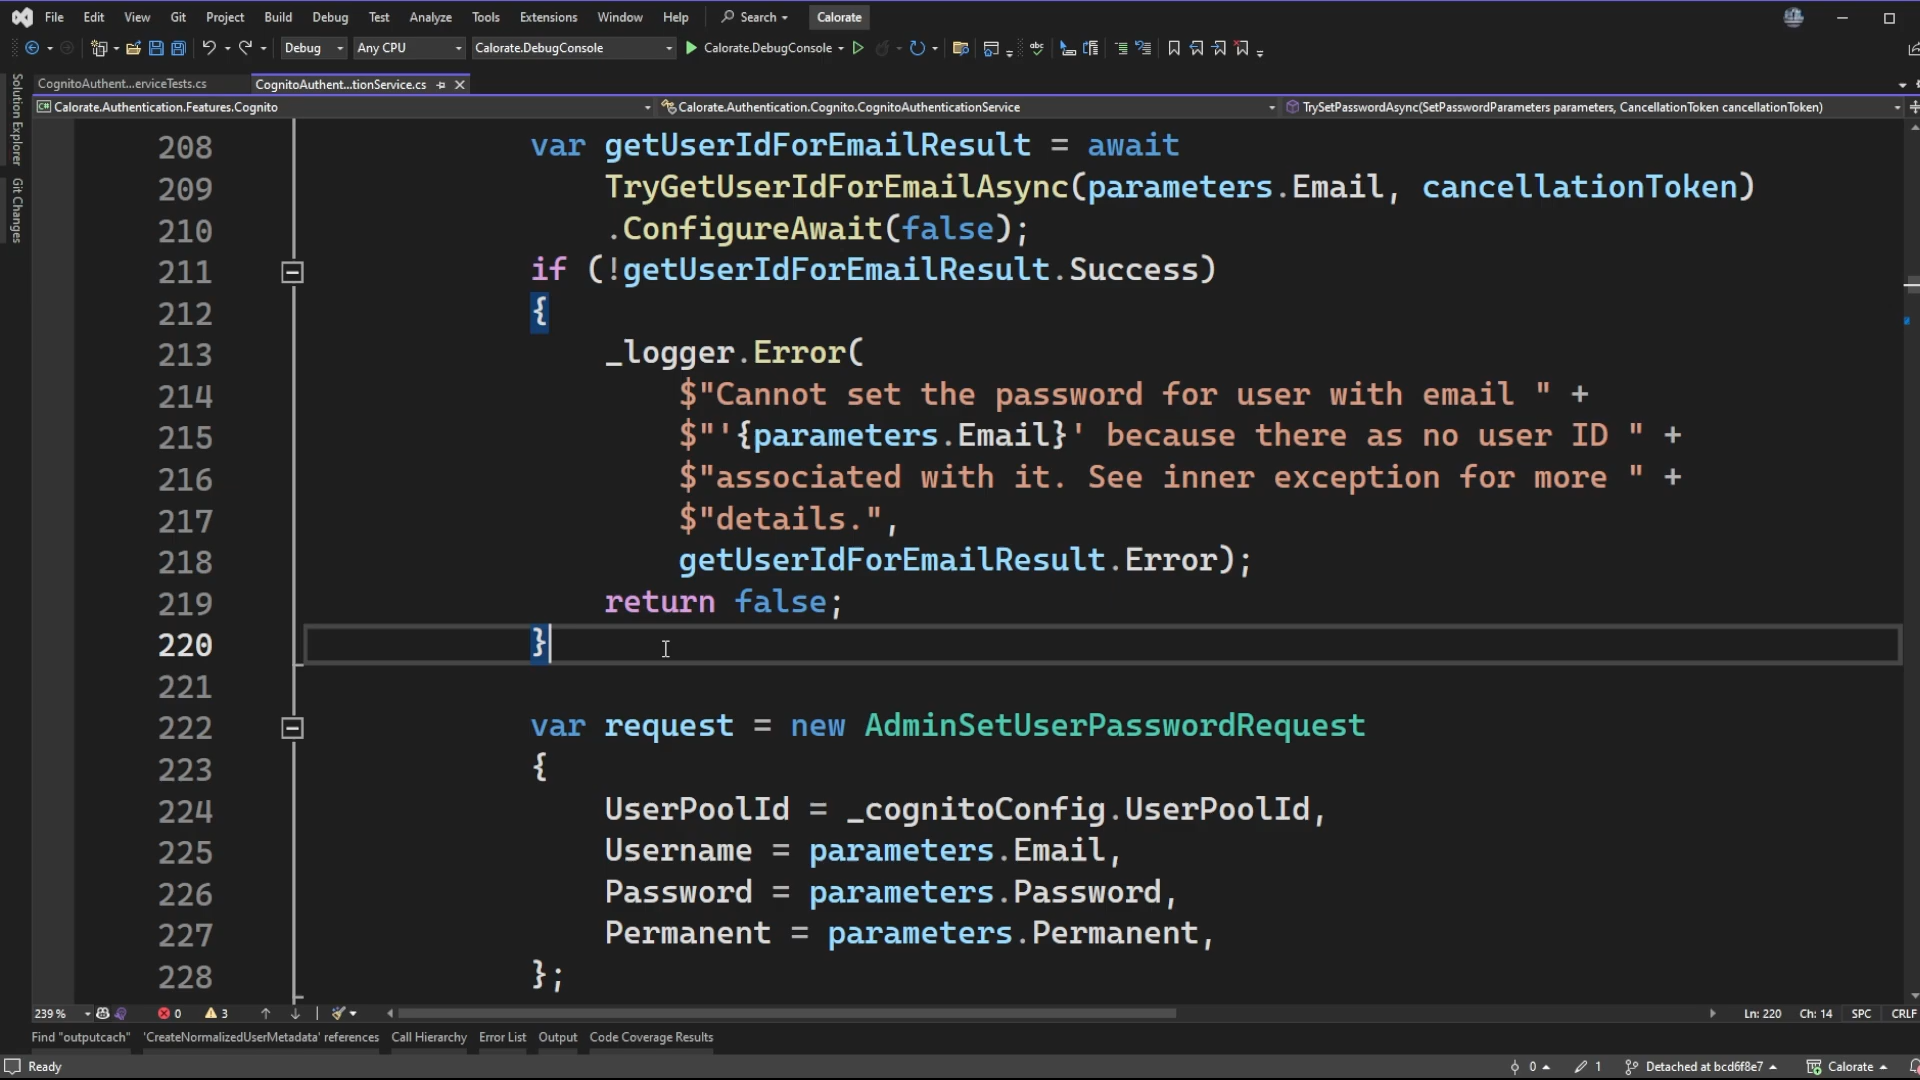 File Edit View Git Project Build Debug Test Analyze Tools Extensions Window Help Search Calorate
Debug Any CPU Calorate.DebugConsole Calorate.DebugConsole
CognitoAuthent...erviceTests.cs CognitoAuthent...tionService.cs
Calorate.Authentication.Features.Cognito Calorate.Authentication.Cognito.CognitoAuthenticationService TrySetPasswordAsync(SetPasswordParameters parameters, CancellationToken cancellationToken)
Solution Explorer
Git Changes
208 var getUserIdForEmailResult = await
209 TryGetUserIdForEmailAsync(parameters.Email, cancellationToken)
210 .ConfigureAwait(false);
211 if (!getUserIdForEmailResult.Success)
212 {
213 _logger.Error(
214 $"Cannot set the password for user with email " +
215 $"'{parameters.Email}' because there as no user ID " +
216 $"associated with it. See inner exception for more " +
217 $"details.",
218 getUserIdForEmailResult.Error);
219 return false;
220 }
221
222 var request = new AdminSetUserPasswordRequest
223 {
224 UserPoolId = _cognitoConfig.UserPoolId,
225 Username = parameters.Email,
226 Password = parameters.Password,
227 Permanent = parameters.Permanent,
228 };
239 % 0 3 Ln: 220 Ch: 14 SPC CRLF
Find "outputcach" 'CreateNormalizedUserMetadata' references Call Hierarchy Error List Output Code Coverage Results
Ready 0 1 Detached at bcd6f8e7 Calorate